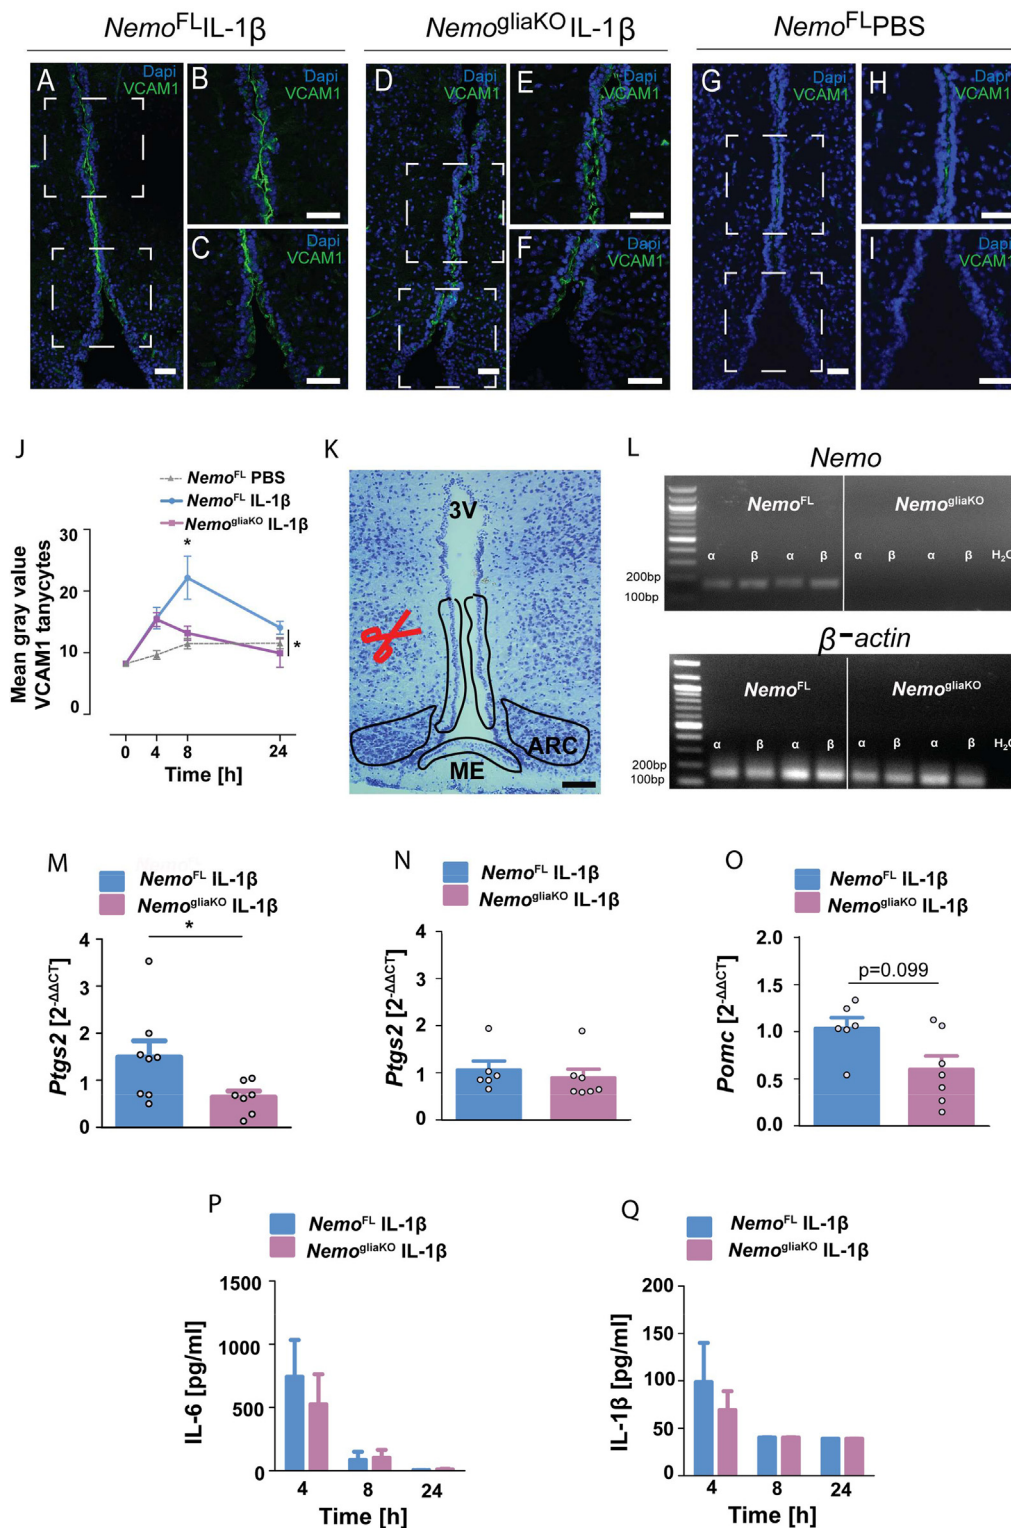 NemoFLIL-1β
NemogliaKO IL-1β
NemoFLPBS
A
Dapi
VCAM1
B
Dapi
VCAM1
C
Dapi
VCAM1
D
Dapi
VCAM1
E
Dapi
VCAM1
F
Dapi
VCAM1
G
Dapi
VCAM1
H
Dapi
VCAM1
I
Dapi
VCAM1
J
NemoFL PBS
NemoFL IL-1β
NemogliaKO IL-1β
Mean gray value
VCAM1 tanycytes
30
20
10
0
*
*
0 4 8 24
Time [h]
K
3V
ARC
ME
L
Nemo
NemoFL
NemogliaKO
α β α β α β α β H2O
200bp
100bp
β-actin
NemoFL
NemogliaKO
α β α β α β α β H2O
200bp
100bp
M
NemoFL IL-1β
NemogliaKO IL-1β
*
Ptgs2 [2-ΔΔCT]
4
3
2
1
0
N
NemoFL IL-1β
NemogliaKO IL-1β
Ptgs2 [2-ΔΔCT]
4
3
2
1
0
O
NemoFL IL-1β
NemogliaKO IL-1β
p=0.099
Pomc [2-ΔΔCT]
2.0
1.5
1.0
0.5
0.0
P
NemoFL IL-1β
NemogliaKO IL-1β
IL-6 [pg/ml]
1500
1000
500
0
4 8 24
Time [h]
Q
NemoFL IL-1β
NemogliaKO IL-1β
IL-1β [pg/ml]
200
150
100
50
0
4 8 24
Time [h]